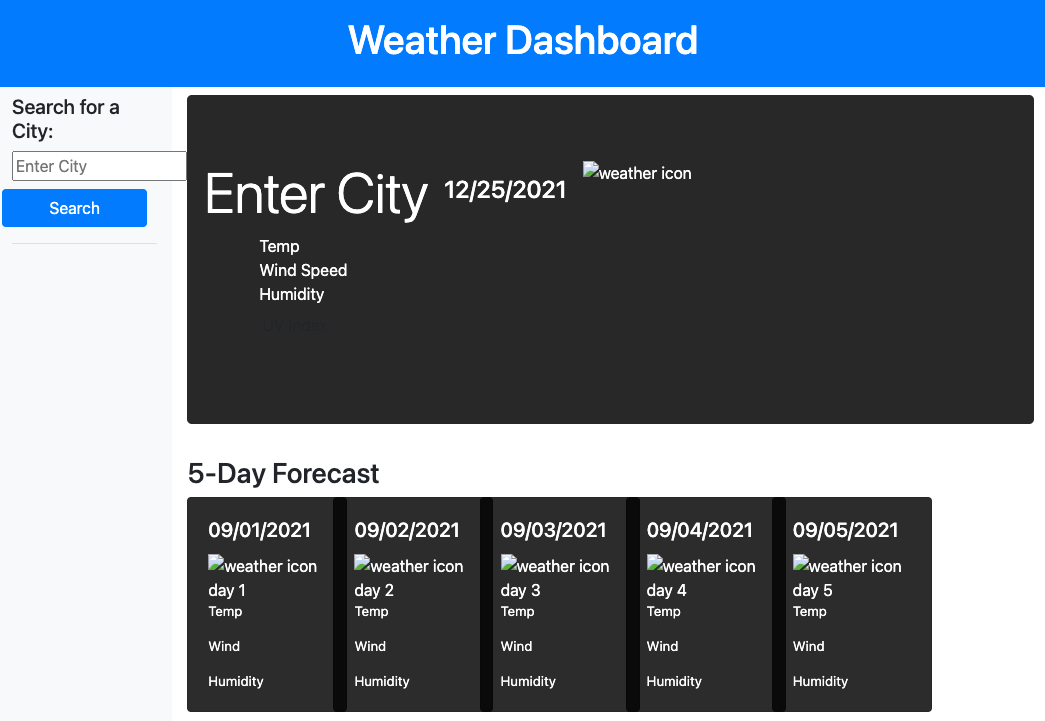 Weather Dashboard
Search for a
City:
Enter City
Search
Enter City 12/25/2021 weather icon
Temp
Wind Speed
Humidity
UV Index
5-Day Forecast
09/01/2021 09/02/2021 09/03/2021 09/04/2021 09/05/2021
weather icon weather icon weather icon weather icon weather icon
day 1 day 2 day 3 day 4 day 5
Temp Temp Temp Temp Temp
Wind Wind Wind Wind Wind
Humidity Humidity Humidity Humidity Humidity